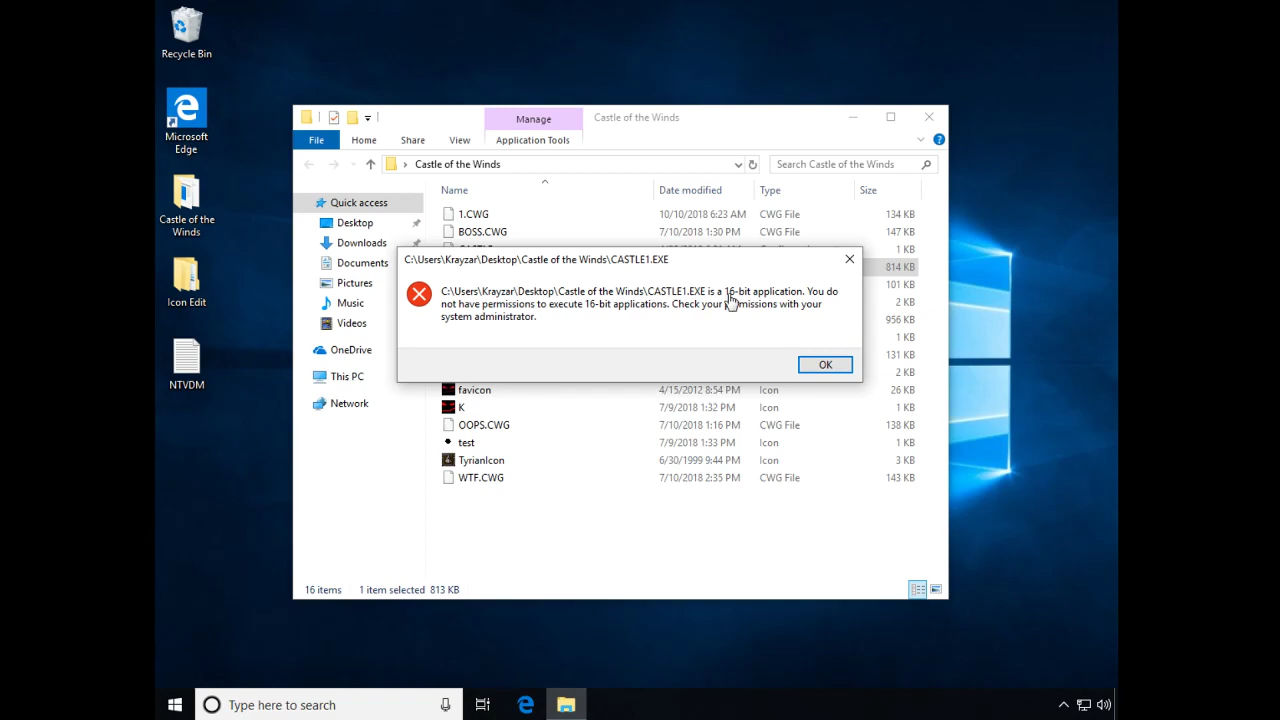 Recycle Bin
Microsoft
Edge
Castle of the
Winds
Icon Edit
NTVDM
Manage
Castle of the Winds
File
Home
Share
View
Application Tools
Castle of the Winds
Search Castle of the Winds
Name
Date modified
Type
Size
Quick access
Desktop
Downloads
Documents
Pictures
Music
Videos
OneDrive
This PC
Network
1.CWG 10/10/2018 6:23 AM CWG File 134 KB
BOSS.CWG 7/10/2018 1:30 PM CWG File 147 KB
1 KB
814 KB
101 KB
2 KB
956 KB
1 KB
131 KB
2 KB
C:\Users\Krayzar\Desktop\Castle of the Winds\CASTLE1.EXE
C:\Users\Krayzar\Desktop\Castle of the Winds\CASTLE1.EXE is a 16-bit application. You do
not have permissions to execute 16-bit applications. Check your permissions with your
system administrator.
OK
favicon 4/15/2012 8:54 PM Icon 26 KB
K 7/9/2018 1:32 PM Icon 1 KB
OOPS.CWG 7/10/2018 1:16 PM CWG File 138 KB
test 7/9/2018 1:33 PM Icon 1 KB
TyrianIcon 6/30/1999 9:44 PM Icon 3 KB
WTF.CWG 7/10/2018 2:35 PM CWG File 143 KB
16 items
1 item selected 813 KB
Type here to search